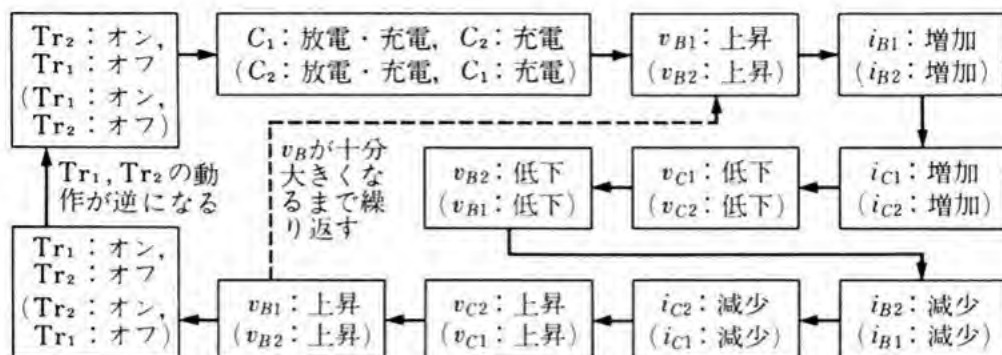 Tr₂：オン,
Tr₁：オフ
(Tr₁：オン,
Tr₂：オフ)
C₁：放電・充電, C₂：充電
(C₂：放電・充電, C₁：充電)
v_B1：上昇
(v_B2：上昇)
i_B1：増加
(i_B2：増加)
i_C1：増加
(i_C2：増加)
v_C1：低下
(v_C2：低下)
v_B2：低下
(v_B1：低下)
v_Bが十分
大きくな
るまで繰
り返す
Tr₁, Tr₂の動
作が逆になる
i_B2：減少
(i_B1：減少)
i_C2：減少
(i_C1：減少)
v_C2：上昇
(v_C1：上昇)
v_B1：上昇
(v_B2：上昇)
Tr₁：オン,
Tr₂：オフ
(Tr₂：オン,
Tr₁：オフ)